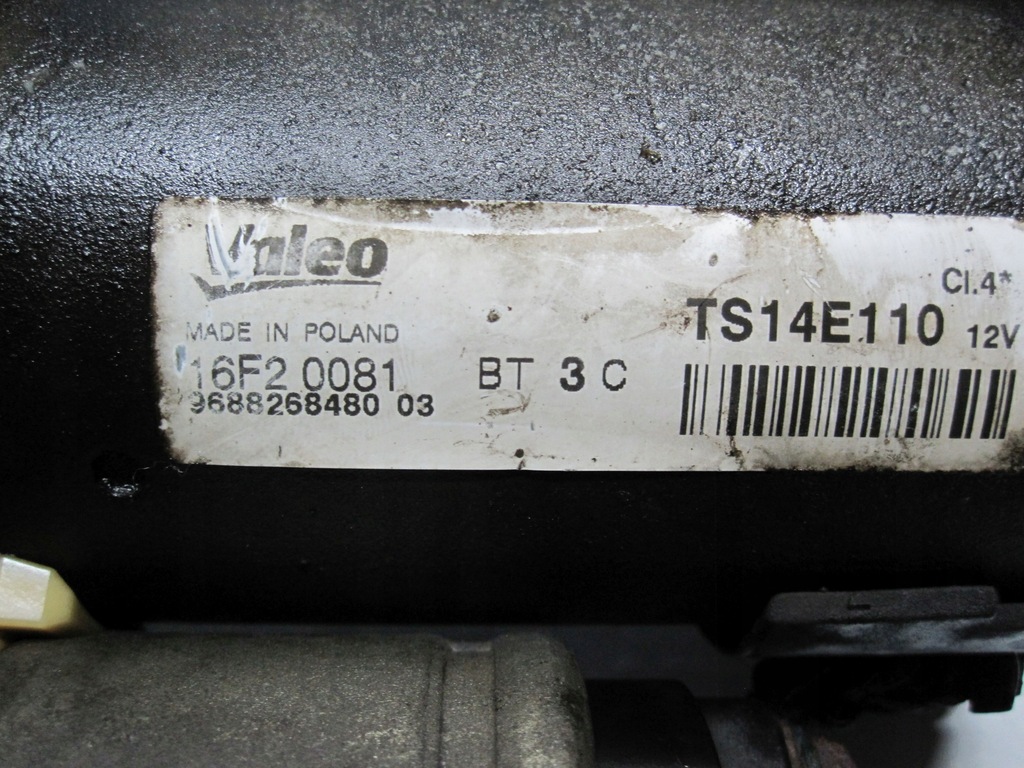 Valeo
MADE IN POLAND
16F2 0081
9688268480 03
BT 3 C
Cl.4*
TS14E110 12V